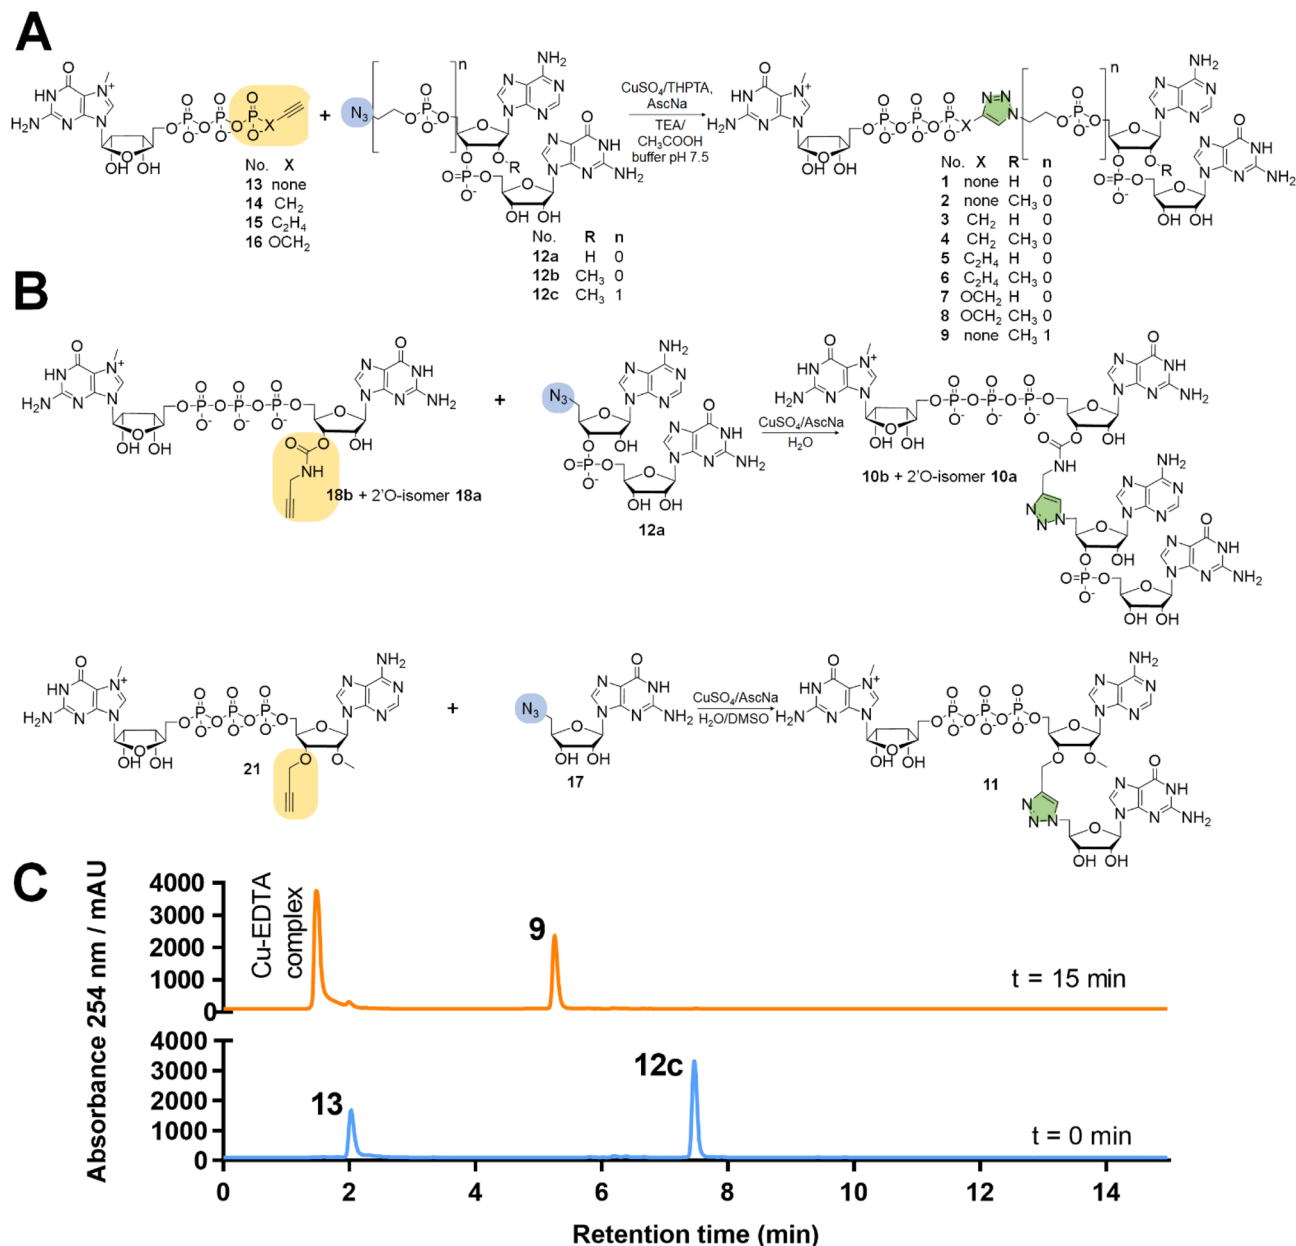 A
CuSO4/THPTA,
AscNa
TEA/
CH3COOH
buffer pH 7.5
+
N3
n
No. X
13 none
14 CH2
15 C2H4
16 OCH2
No. R n
12a H 0
12b CH3 0
12c CH3 1
No. X R n
1 none H 0
2 none CH3 0
3 CH2 H 0
4 CH2 CH3 0
5 C2H4 H 0
6 C2H4 CH3 0
7 OCH2 H 0
8 OCH2 CH3 0
9 none CH3 1
B
+
N3
CuSO4/AscNa
H2O
18b + 2'O-isomer 18a
12a
10b + 2'O-isomer 10a
+
N3
CuSO4/AscNa
H2O/DMSO
21
17
11
C
Absorbance 254 nm / mAU
4000
3000
2000
1000
0
Cu-EDTA
complex
9
t = 15 min
4000
3000
2000
1000
0
13
12c
t = 0 min
0 2 4 6 8 10 12 14
Retention time (min)